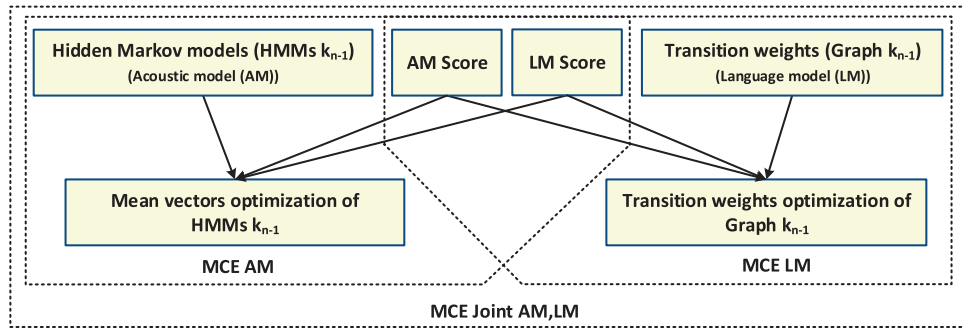 Hidden Markov models (HMMs kn-1)
(Acoustic model (AM))
AM Score
LM Score
Transition weights (Graph kn-1)
(Language model (LM))
Mean vectors optimization of
HMMs kn-1
Transition weights optimization of
Graph kn-1
MCE AM
MCE LM
MCE Joint AM,LM